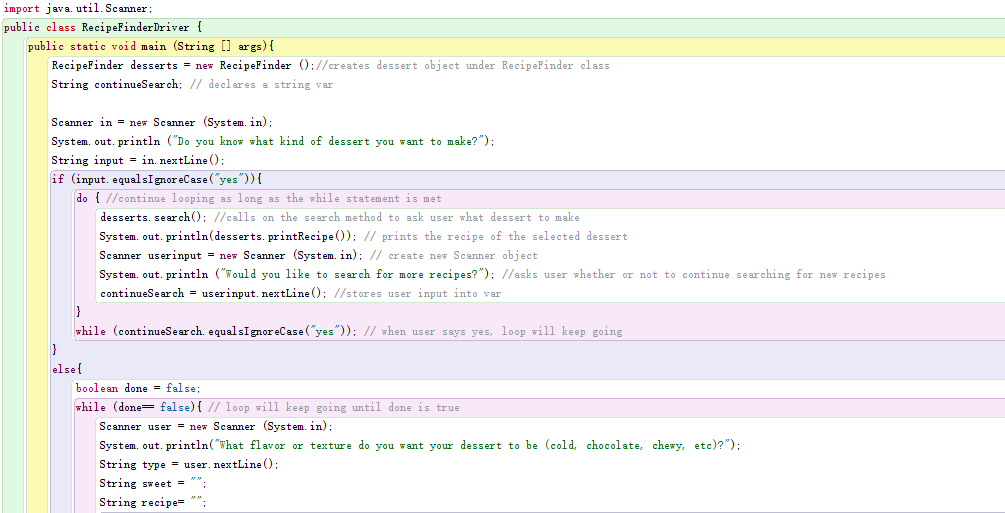 import java.util.Scanner;
public class RecipeFinderDriver {
public static void main (String [] args){
RecipeFinder desserts = new RecipeFinder ();//creates dessert object under RecipeFinder class
String continueSearch; // declares a string var
Scanner in = new Scanner (System.in);
System.out.println ("Do you know what kind of dessert you want to make?");
String input = in.nextLine();
if (input.equalsIgnoreCase("yes")){
do { //continue looping as long as the while statement is met
desserts.search(); //calls on the search method to ask user what dessert to make
System.out.println(desserts.printRecipe()); // prints the recipe of the selected dessert
Scanner userinput = new Scanner (System.in); // create new Scanner object
System.out.println ("Would you like to search for more recipes?"); //asks user whether or not to continue searching for new recipes
continueSearch = userinput.nextLine(); //stores user input into var
}
while (continueSearch.equalsIgnoreCase("yes")); // when user says yes, loop will keep going
}
else{
boolean done = false;
while (done== false){ // loop will keep going until done is true
Scanner user = new Scanner (System.in);
System.out.println("What flavor or texture do you want your dessert to be (cold, chocolate, chewy, etc)?");
String type = user.nextLine();
String sweet = "";
String recipe= "";